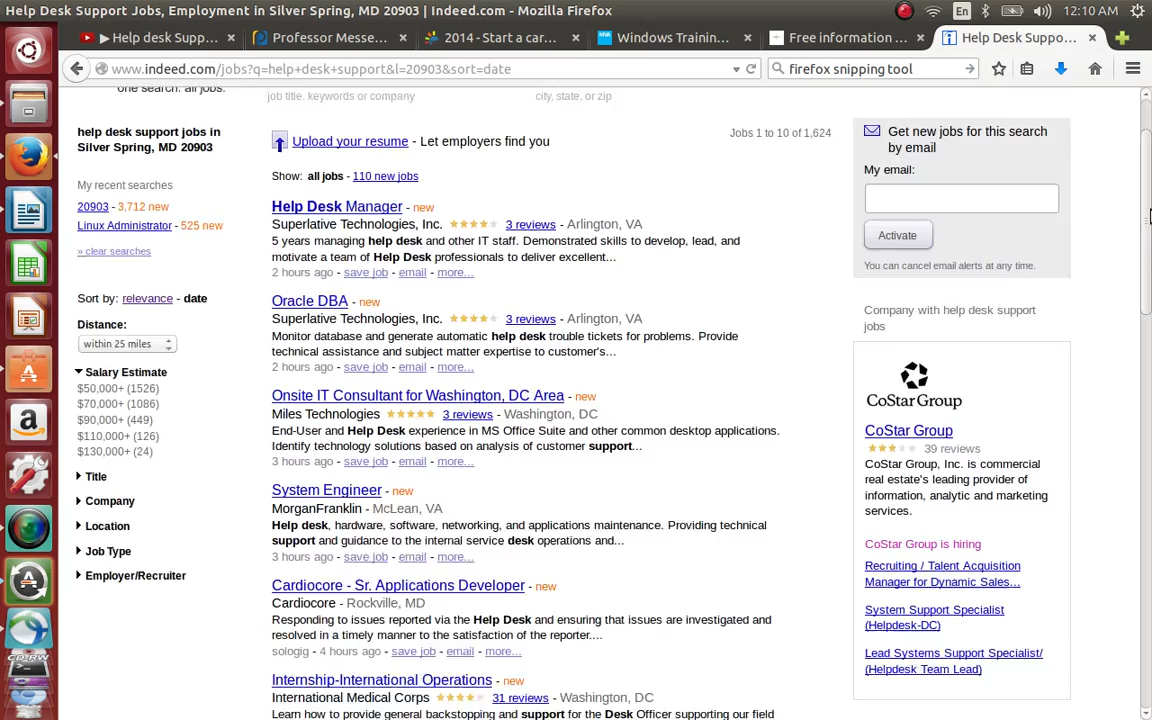 Help Desk Support Jobs, Employment in Silver Spring, MD 20903 | Indeed.com - Mozilla Firefox
En
12:10 AM
▶ Help desk Supp...
Professor Messe...
2014 - Start a car...
Windows Trainin...
Free information ...
Help Desk Suppo...
www.indeed.com/jobs?q=help+desk+support&l=20903&sort=date
firefox snipping tool
one search. all jobs.
job title, keywords or company
city, state, or zip
help desk support jobs in
Silver Spring, MD 20903
My recent searches
20903 - 3,712 new
Linux Administrator - 525 new
» clear searches
Sort by: relevance - date
Distance:
within 25 miles
Salary Estimate
$50,000+ (1526)
$70,000+ (1086)
$90,000+ (449)
$110,000+ (126)
$130,000+ (24)
Title
Company
Location
Job Type
Employer/Recruiter
Upload your resume - Let employers find you
Jobs 1 to 10 of 1,624
Show: all jobs - 110 new jobs
Help Desk Manager - new
Superlative Technologies, Inc. 3 reviews - Arlington, VA
5 years managing help desk and other IT staff. Demonstrated skills to develop, lead, and
motivate a team of Help Desk professionals to deliver excellent...
2 hours ago - save job - email - more...
Oracle DBA - new
Superlative Technologies, Inc. 3 reviews - Arlington, VA
Monitor database and generate automatic help desk trouble tickets for problems. Provide
technical assistance and subject matter expertise to customer's...
2 hours ago - save job - email - more...
Onsite IT Consultant for Washington, DC Area - new
Miles Technologies 3 reviews - Washington, DC
End-User and Help Desk experience in MS Office Suite and other common desktop applications.
Identify technology solutions based on analysis of customer support...
3 hours ago - save job - email - more...
System Engineer - new
MorganFranklin - McLean, VA
Help desk, hardware, software, networking, and applications maintenance. Providing technical
support and guidance to the internal service desk operations and...
3 hours ago - save job - email - more...
Cardiocore - Sr. Applications Developer - new
Cardiocore - Rockville, MD
Responding to issues reported via the Help Desk and ensuring that issues are investigated and
resolved in a timely manner to the satisfaction of the reporter....
sologig - 4 hours ago - save job - email - more...
Internship-International Operations - new
International Medical Corps 31 reviews - Washington, DC
Learn how to provide general backstopping and support for the Desk Officer supporting our field
Get new jobs for this search
by email
My email:
Activate
You can cancel email alerts at any time.
Company with help desk support
jobs
CoStar Group
CoStar Group
39 reviews
CoStar Group, Inc. is commercial
real estate's leading provider of
information, analytic and marketing
services.
CoStar Group is hiring
Recruiting / Talent Acquisition
Manager for Dynamic Sales...
System Support Specialist
(Helpdesk-DC)
Lead Systems Support Specialist/
(Helpdesk Team Lead)
CD-RW